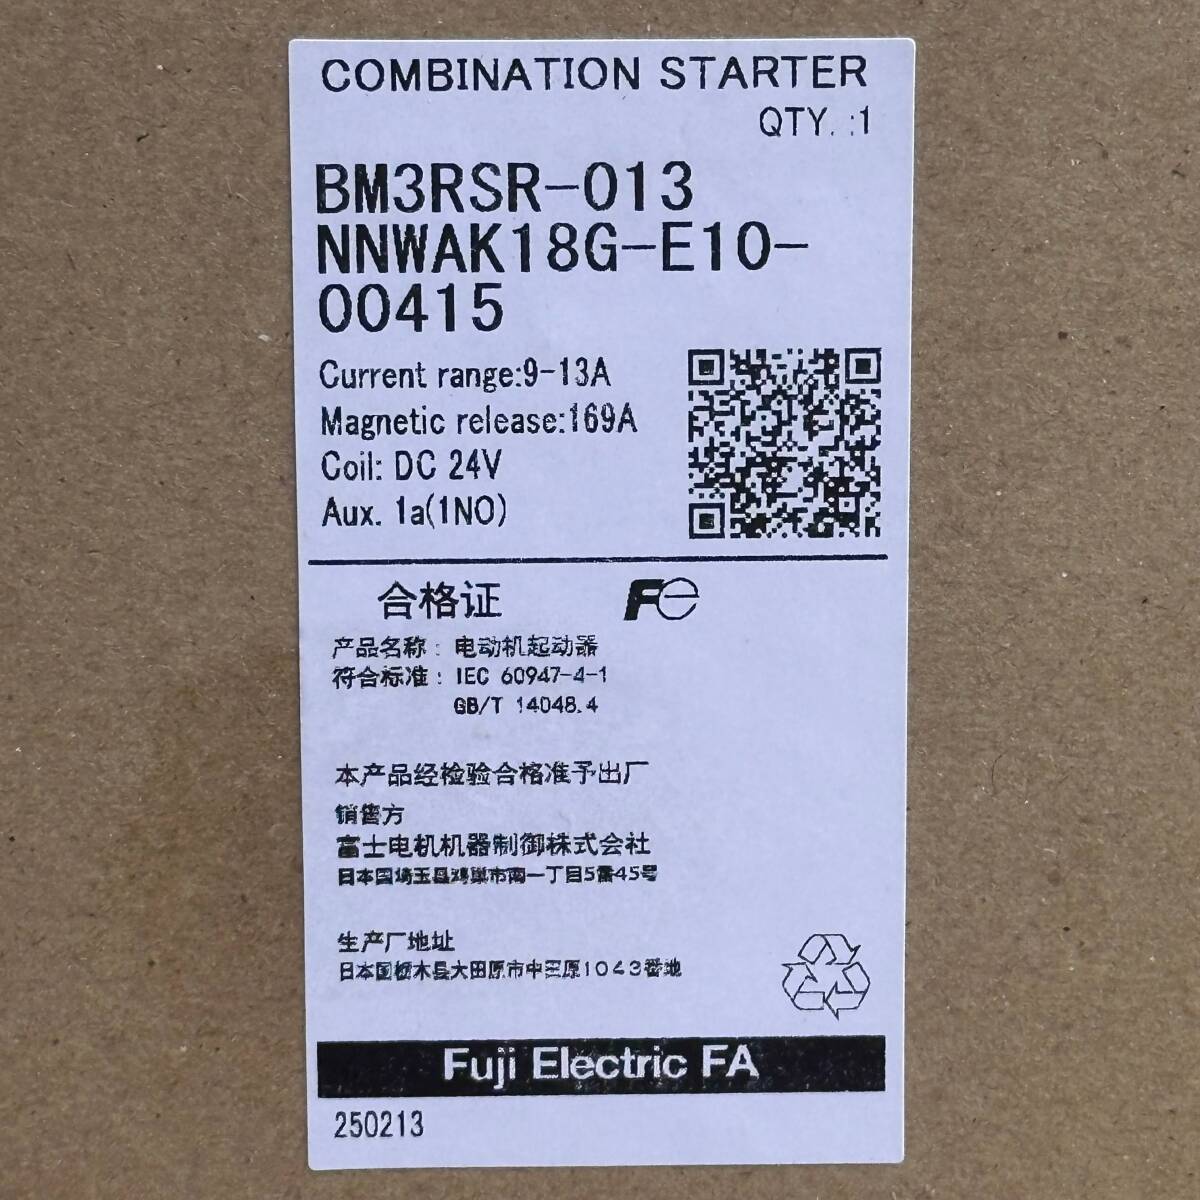 COMBINATION STARTER
QTY. :1
BM3RSR-013
NNWAK18G-E10-
00415
Current range:9-13A
Magnetic release:169A
Coil: DC 24V
Aux. 1a(1NO)
合格证 Fe
产品名称: 电动机起动器
符合标准: IEC 60947-4-1
GB/T 14048.4
本产品经检验合格准予出厂
销售方
富士电机机器制御株式会社
日本国埼玉县鸿巢市南一丁目5番45号
生产厂地址
日本国栃木县大田原市中田原1043番地
Fuji Electric FA
250213